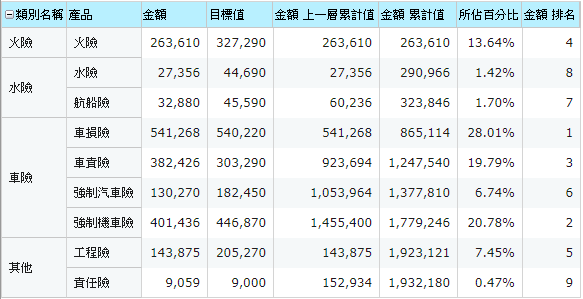 類別名稱 產品 金額 目標值 金額 上一層累計值 金額 累計 所佔百分比 金額 排名
火險 火險 263,610 327,290 263,610 263,610 13.64% 4
水險 水險 27,356 44,690 27,356 290,966 1.42% 8
航船險 32,880 45,590 60,236 323,846 1.70% 7
車險 車損險 541,268 540,220 541,268 865,114 28.01% 1
車責險 382,426 303,290 923,694 1,247,540 19.79% 3
強制汽車險 130,270 182,450 1,053,964 1,377,810 6.74% 6
強制機車險 401,436 446,870 1,455,400 1,779,246 20.78% 2
其他 工程險 143,875 205,270 143,875 1,923,121 7.45% 5
責任險 9,059 9,000 152,934 1,932,180 0.47% 9